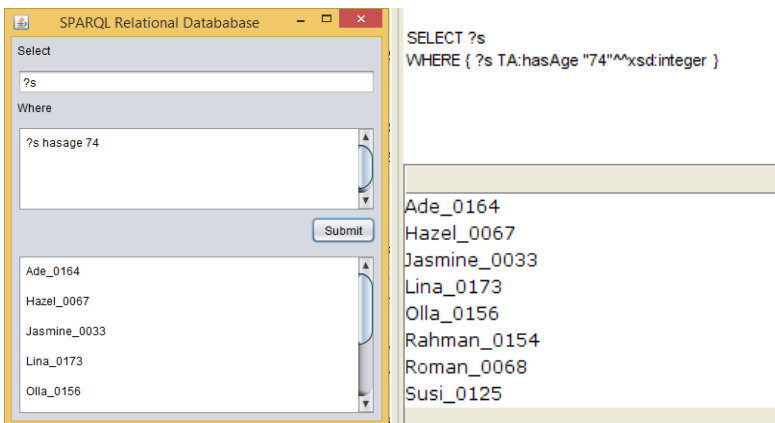 SPARQL Relational Datababase
Select
?s
Where
?s hasage 74
Submit
Ade_0164
Hazel_0067
Jasmine_0033
Lina_0173
Olla_0156
SELECT ?s
WHERE { ?s TA:hasAge "74"^^xsd:integer }
Ade_0164
Hazel_0067
Jasmine_0033
Lina_0173
Olla_0156
Rahman_0154
Roman_0068
Susi_0125